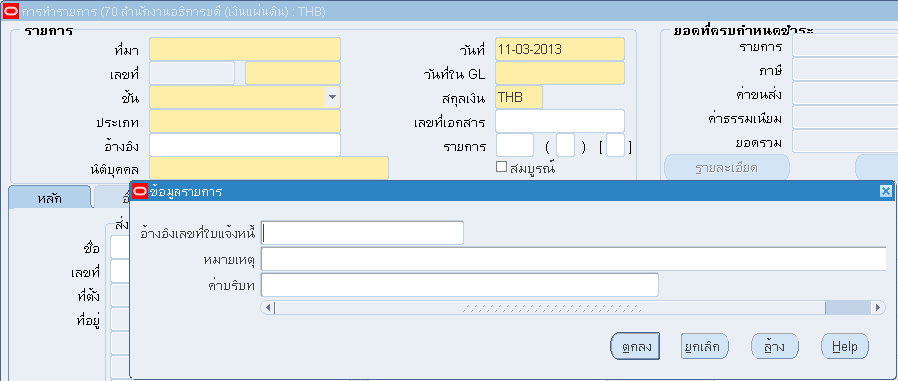 การทำรายการ (70 สำนักงานอธิการบดี (เงินแผ่นดิน) : THB)
รายการ
ยอดที่ครบกำหนดชำระ
ที่มา
วันที่ 11-03-2013
รายการ
เลขที่
วันที่ใน GL
ภาษี
ชั้น
สกุลเงิน THB
ค่าขนส่ง
ประเภท
เลขที่เอกสาร
ค่าธรรมเนียม
อ้างอิง
รายการ ( ) [ ]
ยอดรวม
นิติบุคคล
สมบูรณ์
รายละเอียด
หลัก
ข้อมูลรายการ
ส่ง
ชื่อ
เลขที่
ที่ตั้ง
ที่อยู่
อ้างอิงเลขที่ใบแจ้งหนี้
หมายเหตุ
ค่าบริบท
ตกลง
ยกเลิก
ล้าง
Help